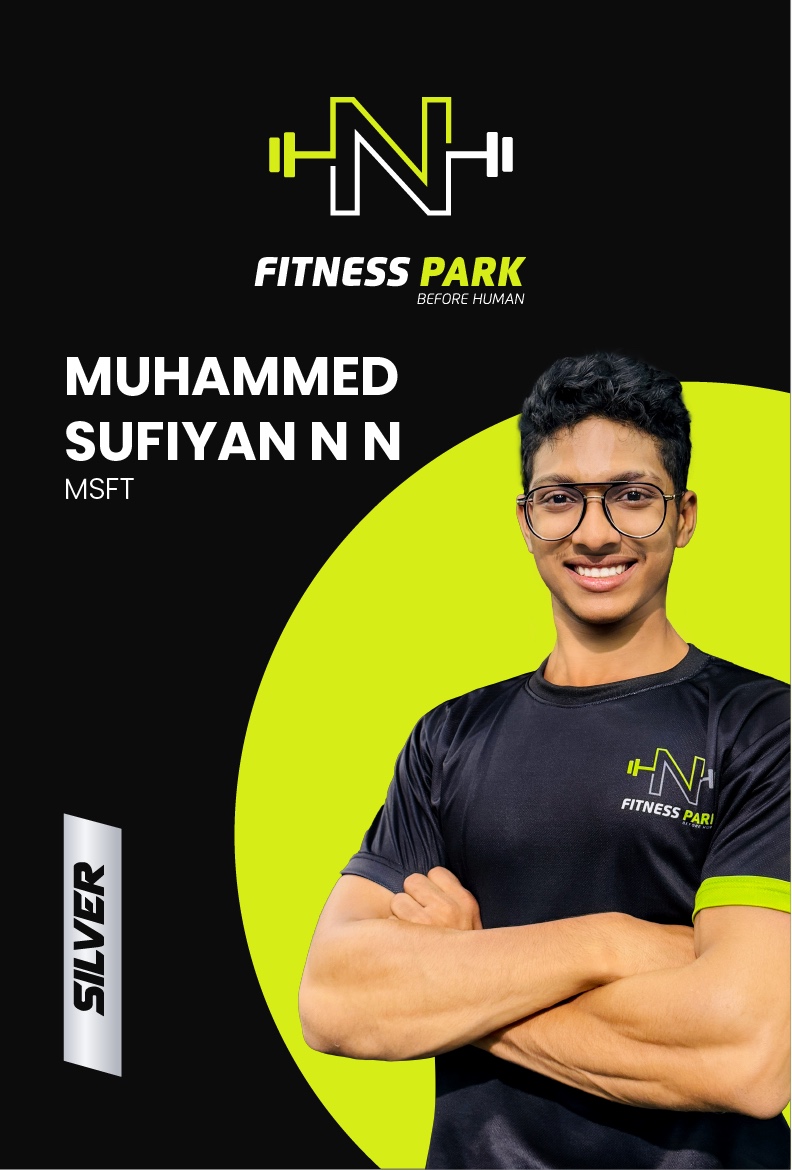 N
FITNESS PARK
BEFORE HUMAN
MUHAMMED
SUFIYAN N N
MSFT
SILVER
N
FITNESS PARK